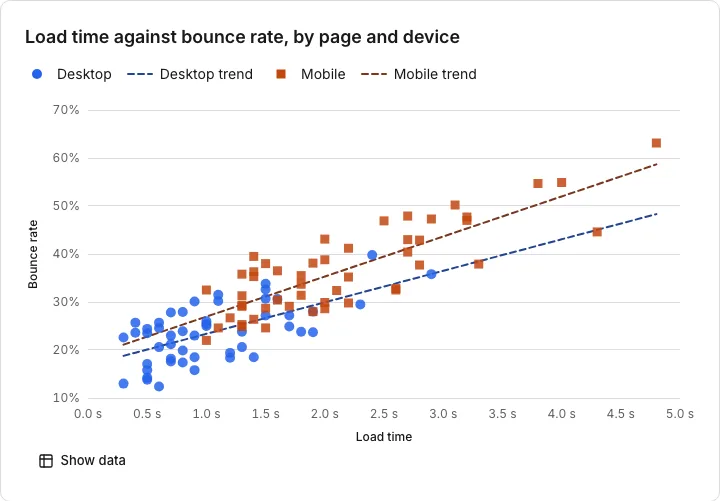 Load time against bounce rate, by page and device
Desktop Desktop trend Mobile Mobile trend
70%
60%
50%
40%
30%
20%
10%
Bounce rate
0.0 s 0.5 s 1.0 s 1.5 s 2.0 s 2.5 s 3.0 s 3.5 s 4.0 s 4.5 s 5.0 s
Load time
Show data